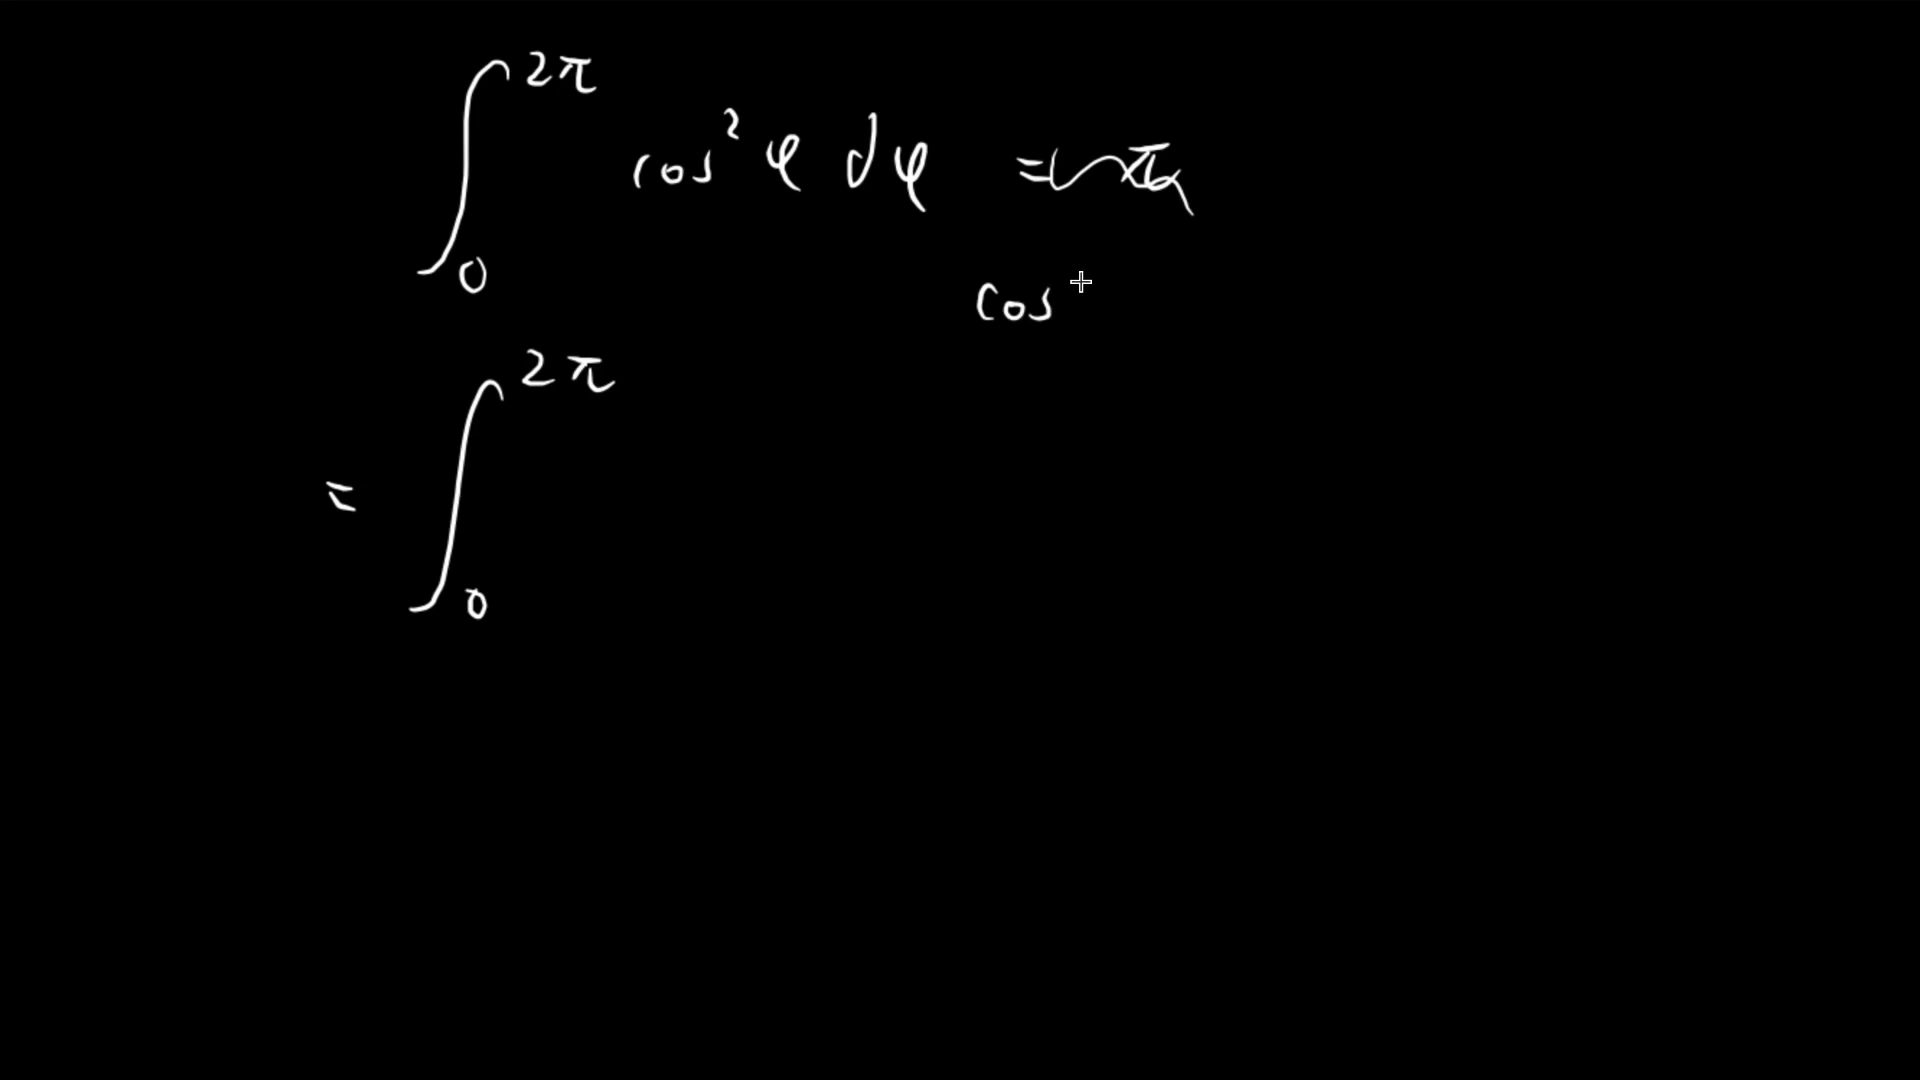 ∫₀^{2π} cos² φ dφ = π
cos
= ∫₀^{2π}